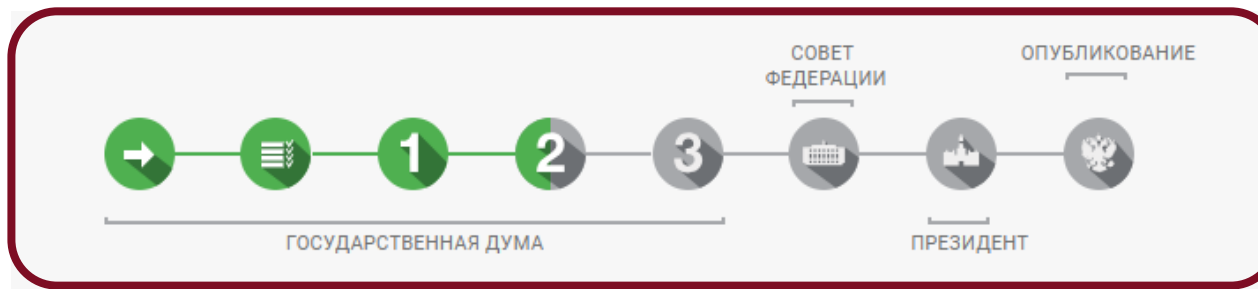 СОВЕТ
ФЕДЕРАЦИИ
ОПУБЛИКОВАНИЕ
1
2
3
ГОСУДАРСТВЕННАЯ ДУМА
ПРЕЗИДЕНТ